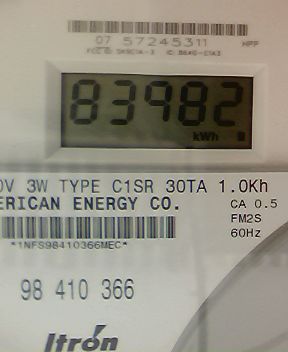 07 57245311
83982
kWh
0V 3W TYPE C1SR 30TA 1.0Kh
ERICAN ENERGY CO.
CA 0.5
FM2S
60Hz
*1NFS98410366MEC*
98 410 366
Itrón